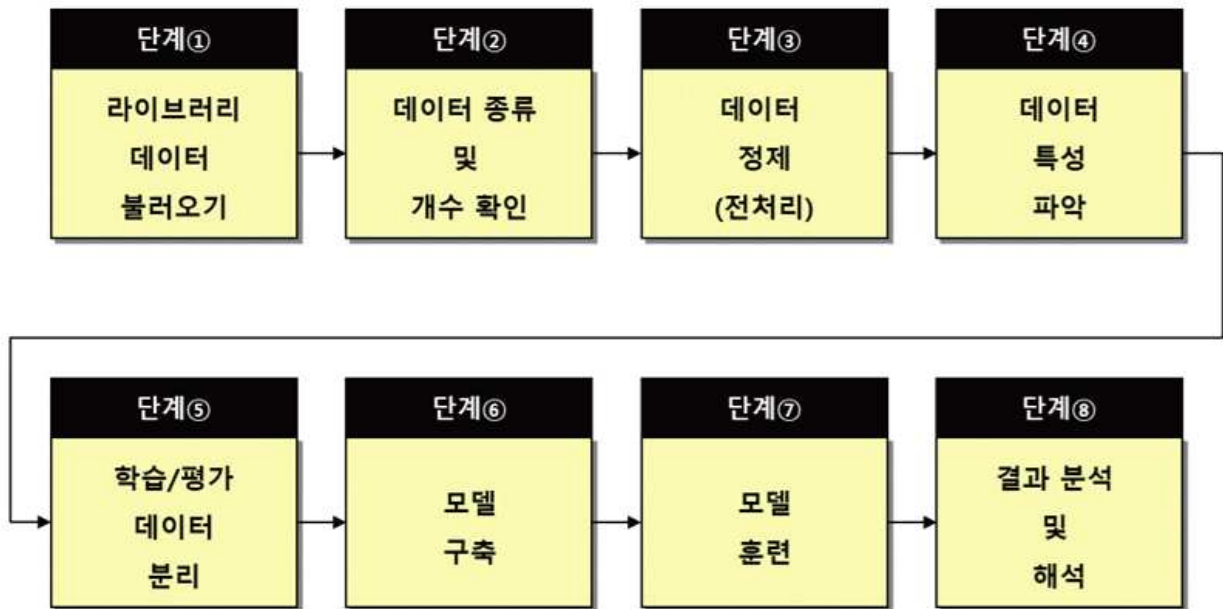 단계①
라이브러리
데이터
불러오기
단계②
데이터 종류
및
개수 확인
단계③
데이터
정제
(전처리)
단계④
데이터
특성
파악
단계⑤
학습/평가
데이터
분리
단계⑥
모델
구축
단계⑦
모델
훈련
단계⑧
결과 분석
및
해석